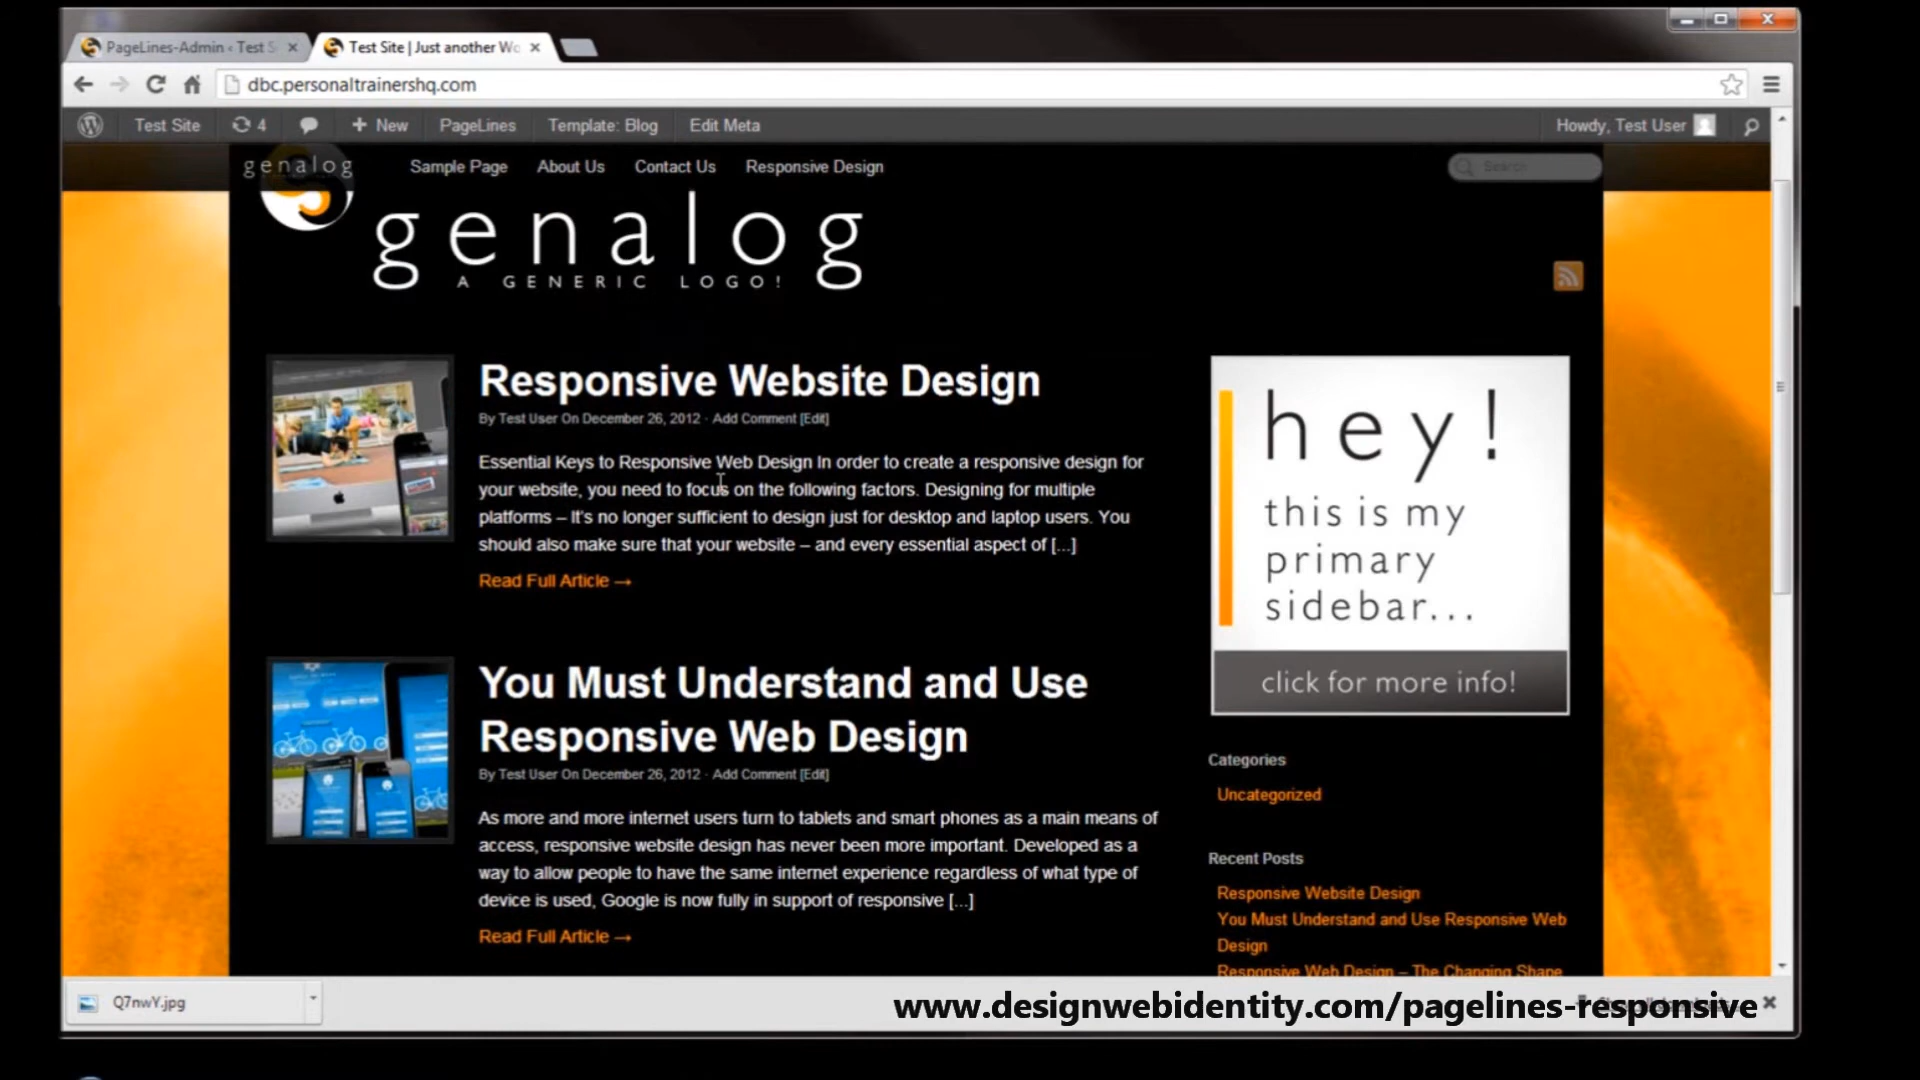 PageLines-Admin ‹ Test S
Test Site | Just another Wo
dbc.personaltrainershq.com
Test Site 4 New PageLines Template: Blog Edit Meta Howdy, Test User
genalog Sample Page About Us Contact Us Responsive Design Search
genalog
A GENERIC LOGO!
Responsive Website Design
By Test User On December 26, 2012 · Add Comment [Edit]
Essential Keys to Responsive Web Design In order to create a responsive design for
your website, you need to focus on the following factors. Designing for multiple
platforms – It's no longer sufficient to design just for desktop and laptop users. You
should also make sure that your website – and every essential aspect of [...]
Read Full Article →
You Must Understand and Use
Responsive Web Design
By Test User On December 26, 2012 · Add Comment [Edit]
As more and more internet users turn to tablets and smart phones as a main means of
access, responsive website design has never been more important. Developed as a
way to allow people to have the same internet experience regardless of what type of
device is used, Google is now fully in support of responsive [...]
Read Full Article →
hey!
this is my
primary
sidebar...
click for more info!
Categories
Uncategorized
Recent Posts
Responsive Website Design
You Must Understand and Use Responsive Web
Design
Responsive Web Design – The Changing Shape
Q7nwY.jpg
www.designwebidentity.com/pagelines-responsive